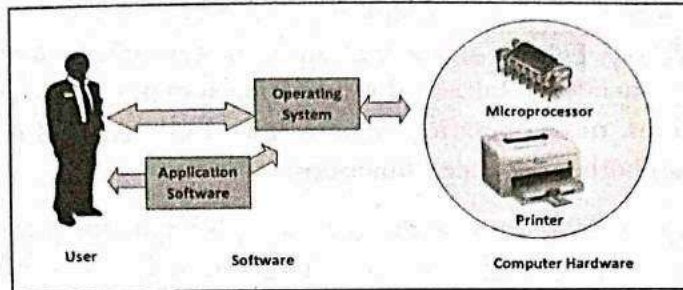 Operating
System
Microprocessor
Application
Software
Printer
User
Software
Computer Hardware